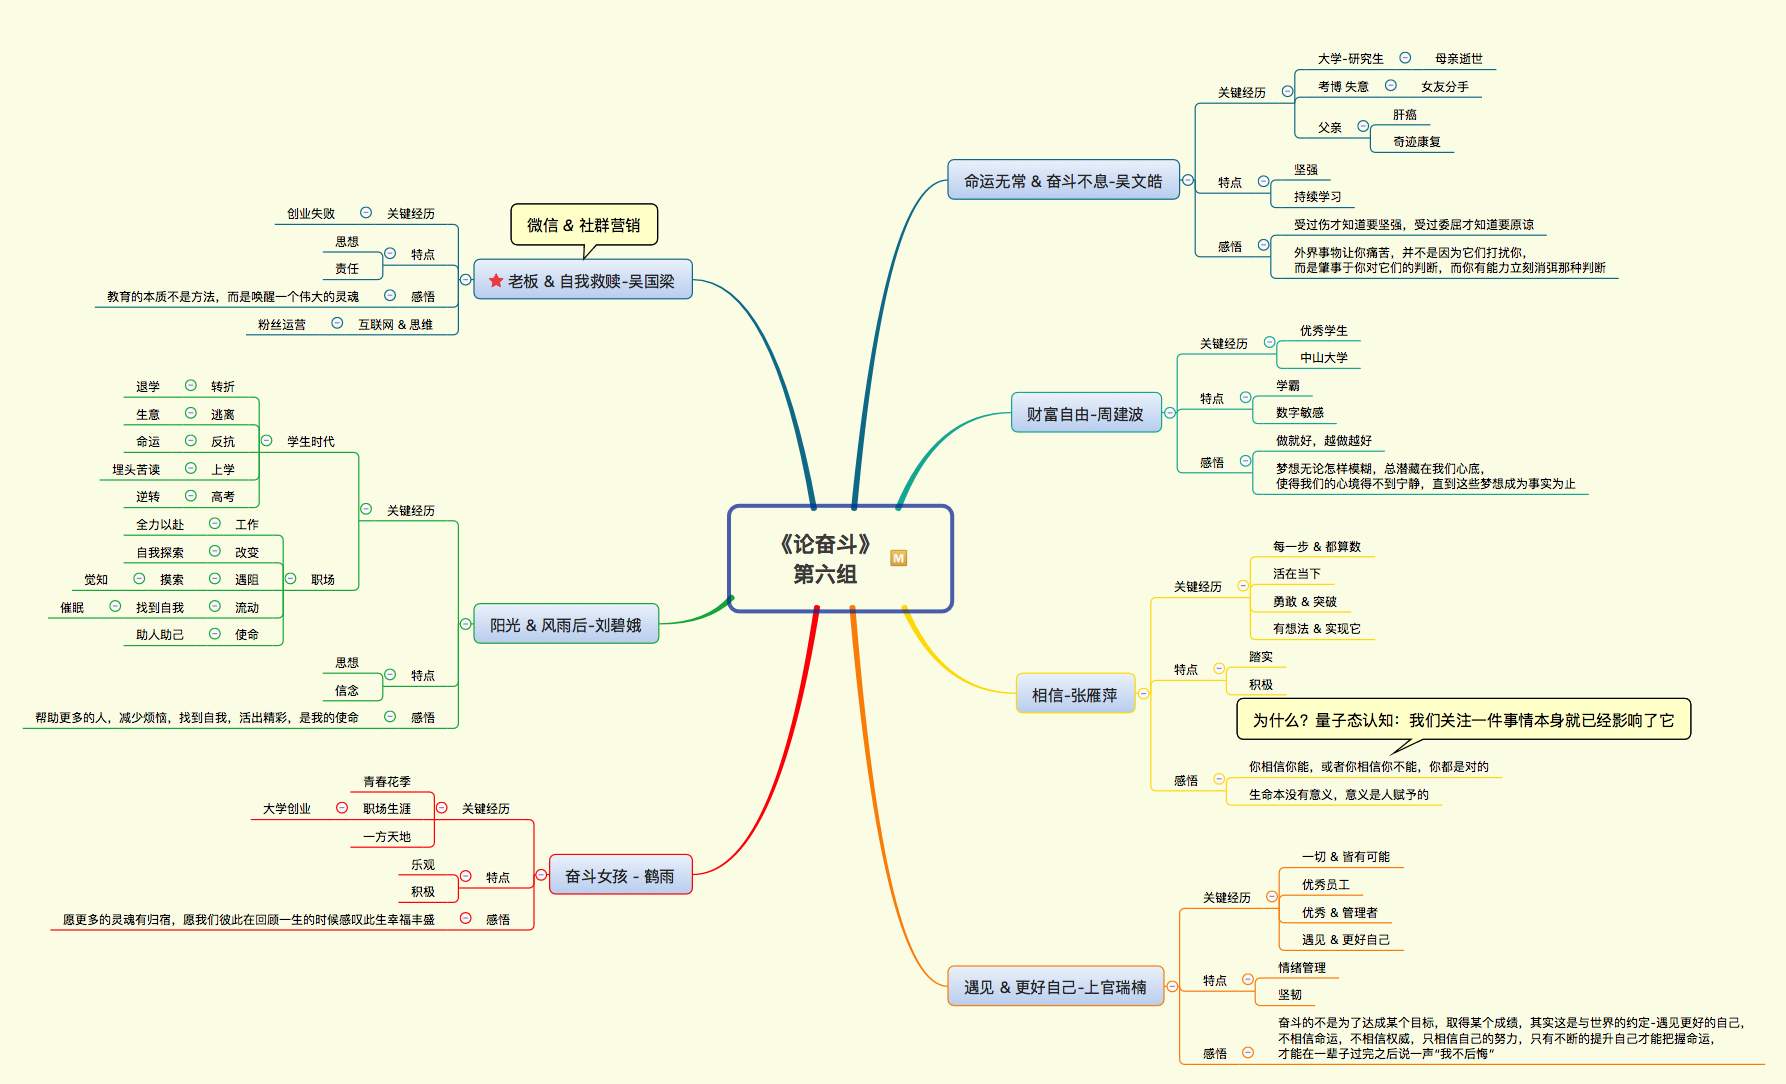 《论奋斗》
第六组
M
命运无常 & 奋斗不息-吴文皓
关键经历
大学-研究生
母亲逝世
考博 失意
女友分手
父亲
肝癌
奇迹康复
特点
坚强
持续学习
感悟
受过伤才知道要坚强，受过委屈才知道要原谅
外界事物让你痛苦，并不是因为它们打扰你，
而是肇事于你对它们的判断，而你有能力立刻消弭那种判断
财富自由-周建波
关键经历
优秀学生
中山大学
特点
学霸
数字敏感
感悟
做就好，越做越好
梦想无论怎样模糊，总潜藏在我们心底，
使得我们的心境得不到宁静，直到这些梦想成为事实为止
相信-张雁萍
关键经历
每一步 & 都算数
活在当下
勇敢 & 突破
有想法 & 实现它
特点
踏实
积极
为什么？量子态认知：我们关注一件事情本身就已经影响了它
感悟
你相信你能，或者你相信你不能，你都是对的
生命本没有意义，意义是人赋予的
遇见 & 更好自己-上官瑞楠
关键经历
一切 & 皆有可能
优秀员工
优秀 & 管理者
遇见 & 更好自己
特点
情绪管理
坚韧
感悟
奋斗的不是为了达成某个目标，取得某个成绩，其实这是与世界的约定-遇见更好的自己，
不相信命运，不相信权威，只相信自己的努力，只有不断的提升自己才能把握命运，
才能在一辈子过完之后说一声“我不后悔”
微信 & 社群营销
老板 & 自我救赎-吴国梁
关键经历
创业失败
特点
思想
责任
感悟
教育的本质不是方法，而是唤醒一个伟大的灵魂
互联网 & 思维
粉丝运营
阳光 & 风雨后-刘碧娥
关键经历
学生时代
转折
退学
逃离
生意
反抗
命运
上学
埋头苦读
高考
逆转
职场
工作
全力以赴
改变
自我探索
遇阻
摸索
觉知
流动
找到自我
催眠
使命
助人助己
特点
思想
信念
感悟
帮助更多的人，减少烦恼，找到自我，活出精彩，是我的使命
奋斗女孩 - 鹤雨
关键经历
青春花季
职场生涯
大学创业
一方天地
特点
乐观
积极
感悟
愿更多的灵魂有归宿，愿我们彼此在回顾一生的时候感叹此生幸福丰盛